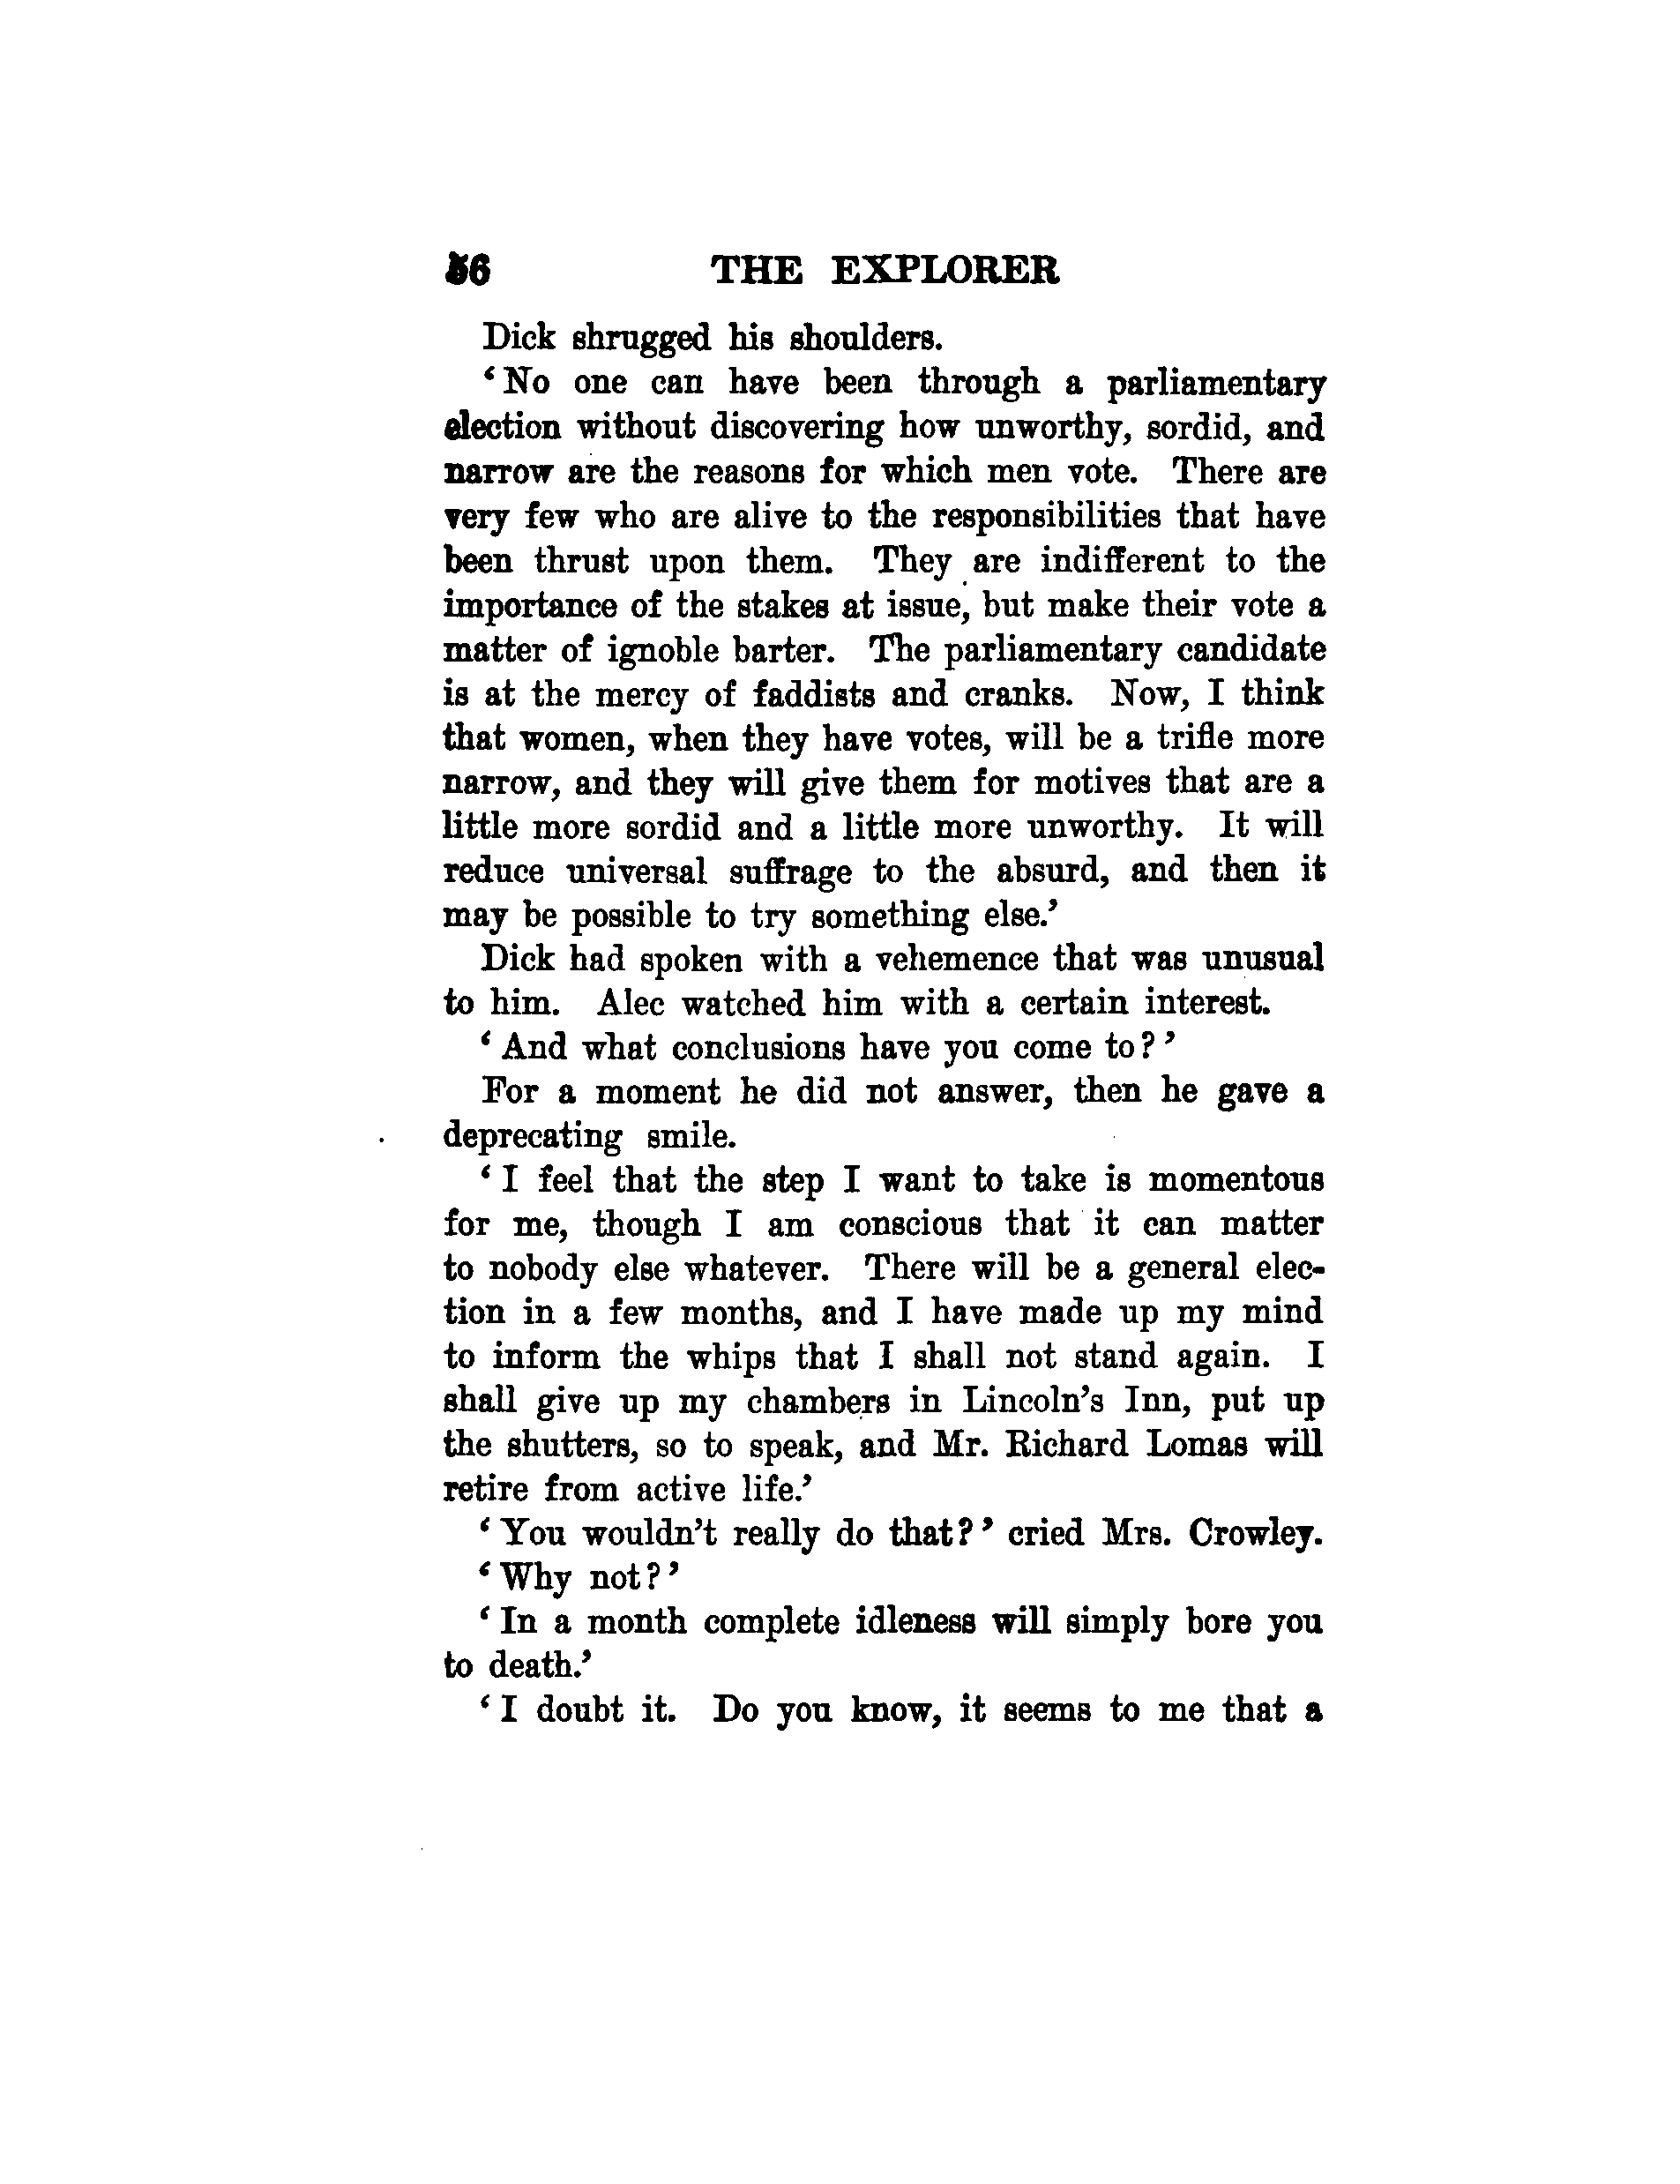 56 THE EXPLORER
Dick shrugged his shoulders.
‘No one can have been through a parliamentary
election without discovering how unworthy, sordid, and
narrow are the reasons for which men vote. There are
very few who are alive to the responsibilities that have
been thrust upon them. They are indifferent to the
importance of the stakes at issue, but make their vote a
matter of ignoble barter. The parliamentary candidate
is at the mercy of faddists and cranks. Now, I think
that women, when they have votes, will be a trifle more
narrow, and they will give them for motives that are a
little more sordid and a little more unworthy. It will
reduce universal suffrage to the absurd, and then it
may be possible to try something else.’
Dick had spoken with a vehemence that was unusual
to him. Alec watched him with a certain interest.
‘And what conclusions have you come to?’
For a moment he did not answer, then he gave a
deprecating smile.
‘I feel that the step I want to take is momentous
for me, though I am conscious that it can matter
to nobody else whatever. There will be a general elec-
tion in a few months, and I have made up my mind
to inform the whips that I shall not stand again. I
shall give up my chambers in Lincoln’s Inn, put up
the shutters, so to speak, and Mr. Richard Lomas will
retire from active life.’
‘You wouldn’t really do that?’ cried Mrs. Crowley.
‘Why not?’
‘In a month complete idleness will simply bore you
to death.’
‘I doubt it. Do you know, it seems to me that a